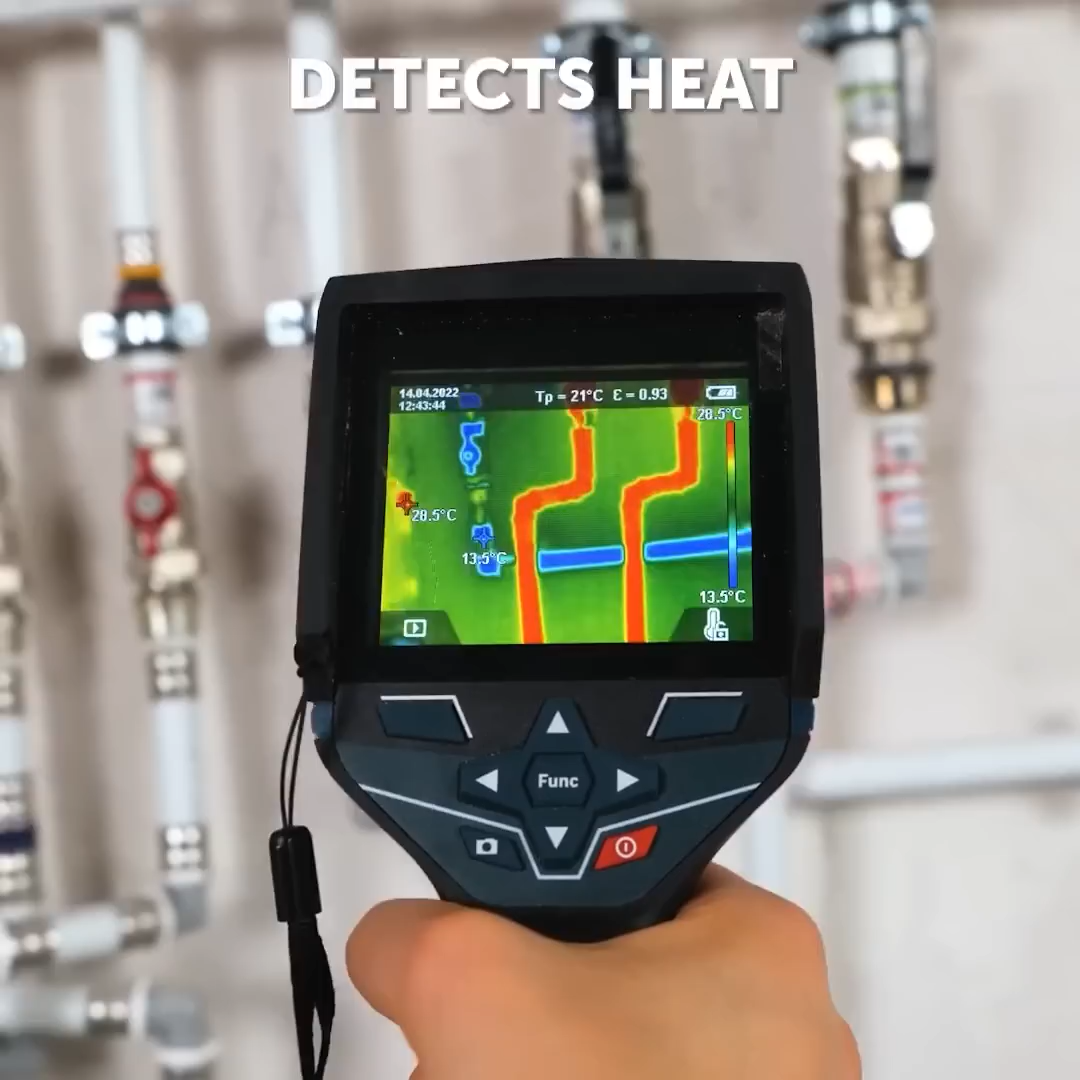 DETECTS HEAT
14.04.2022
12:43:44
Tρ = 21°C ℇ = 0.93
28.5°C
28.5°C
13.5°C
13.5°C
Func